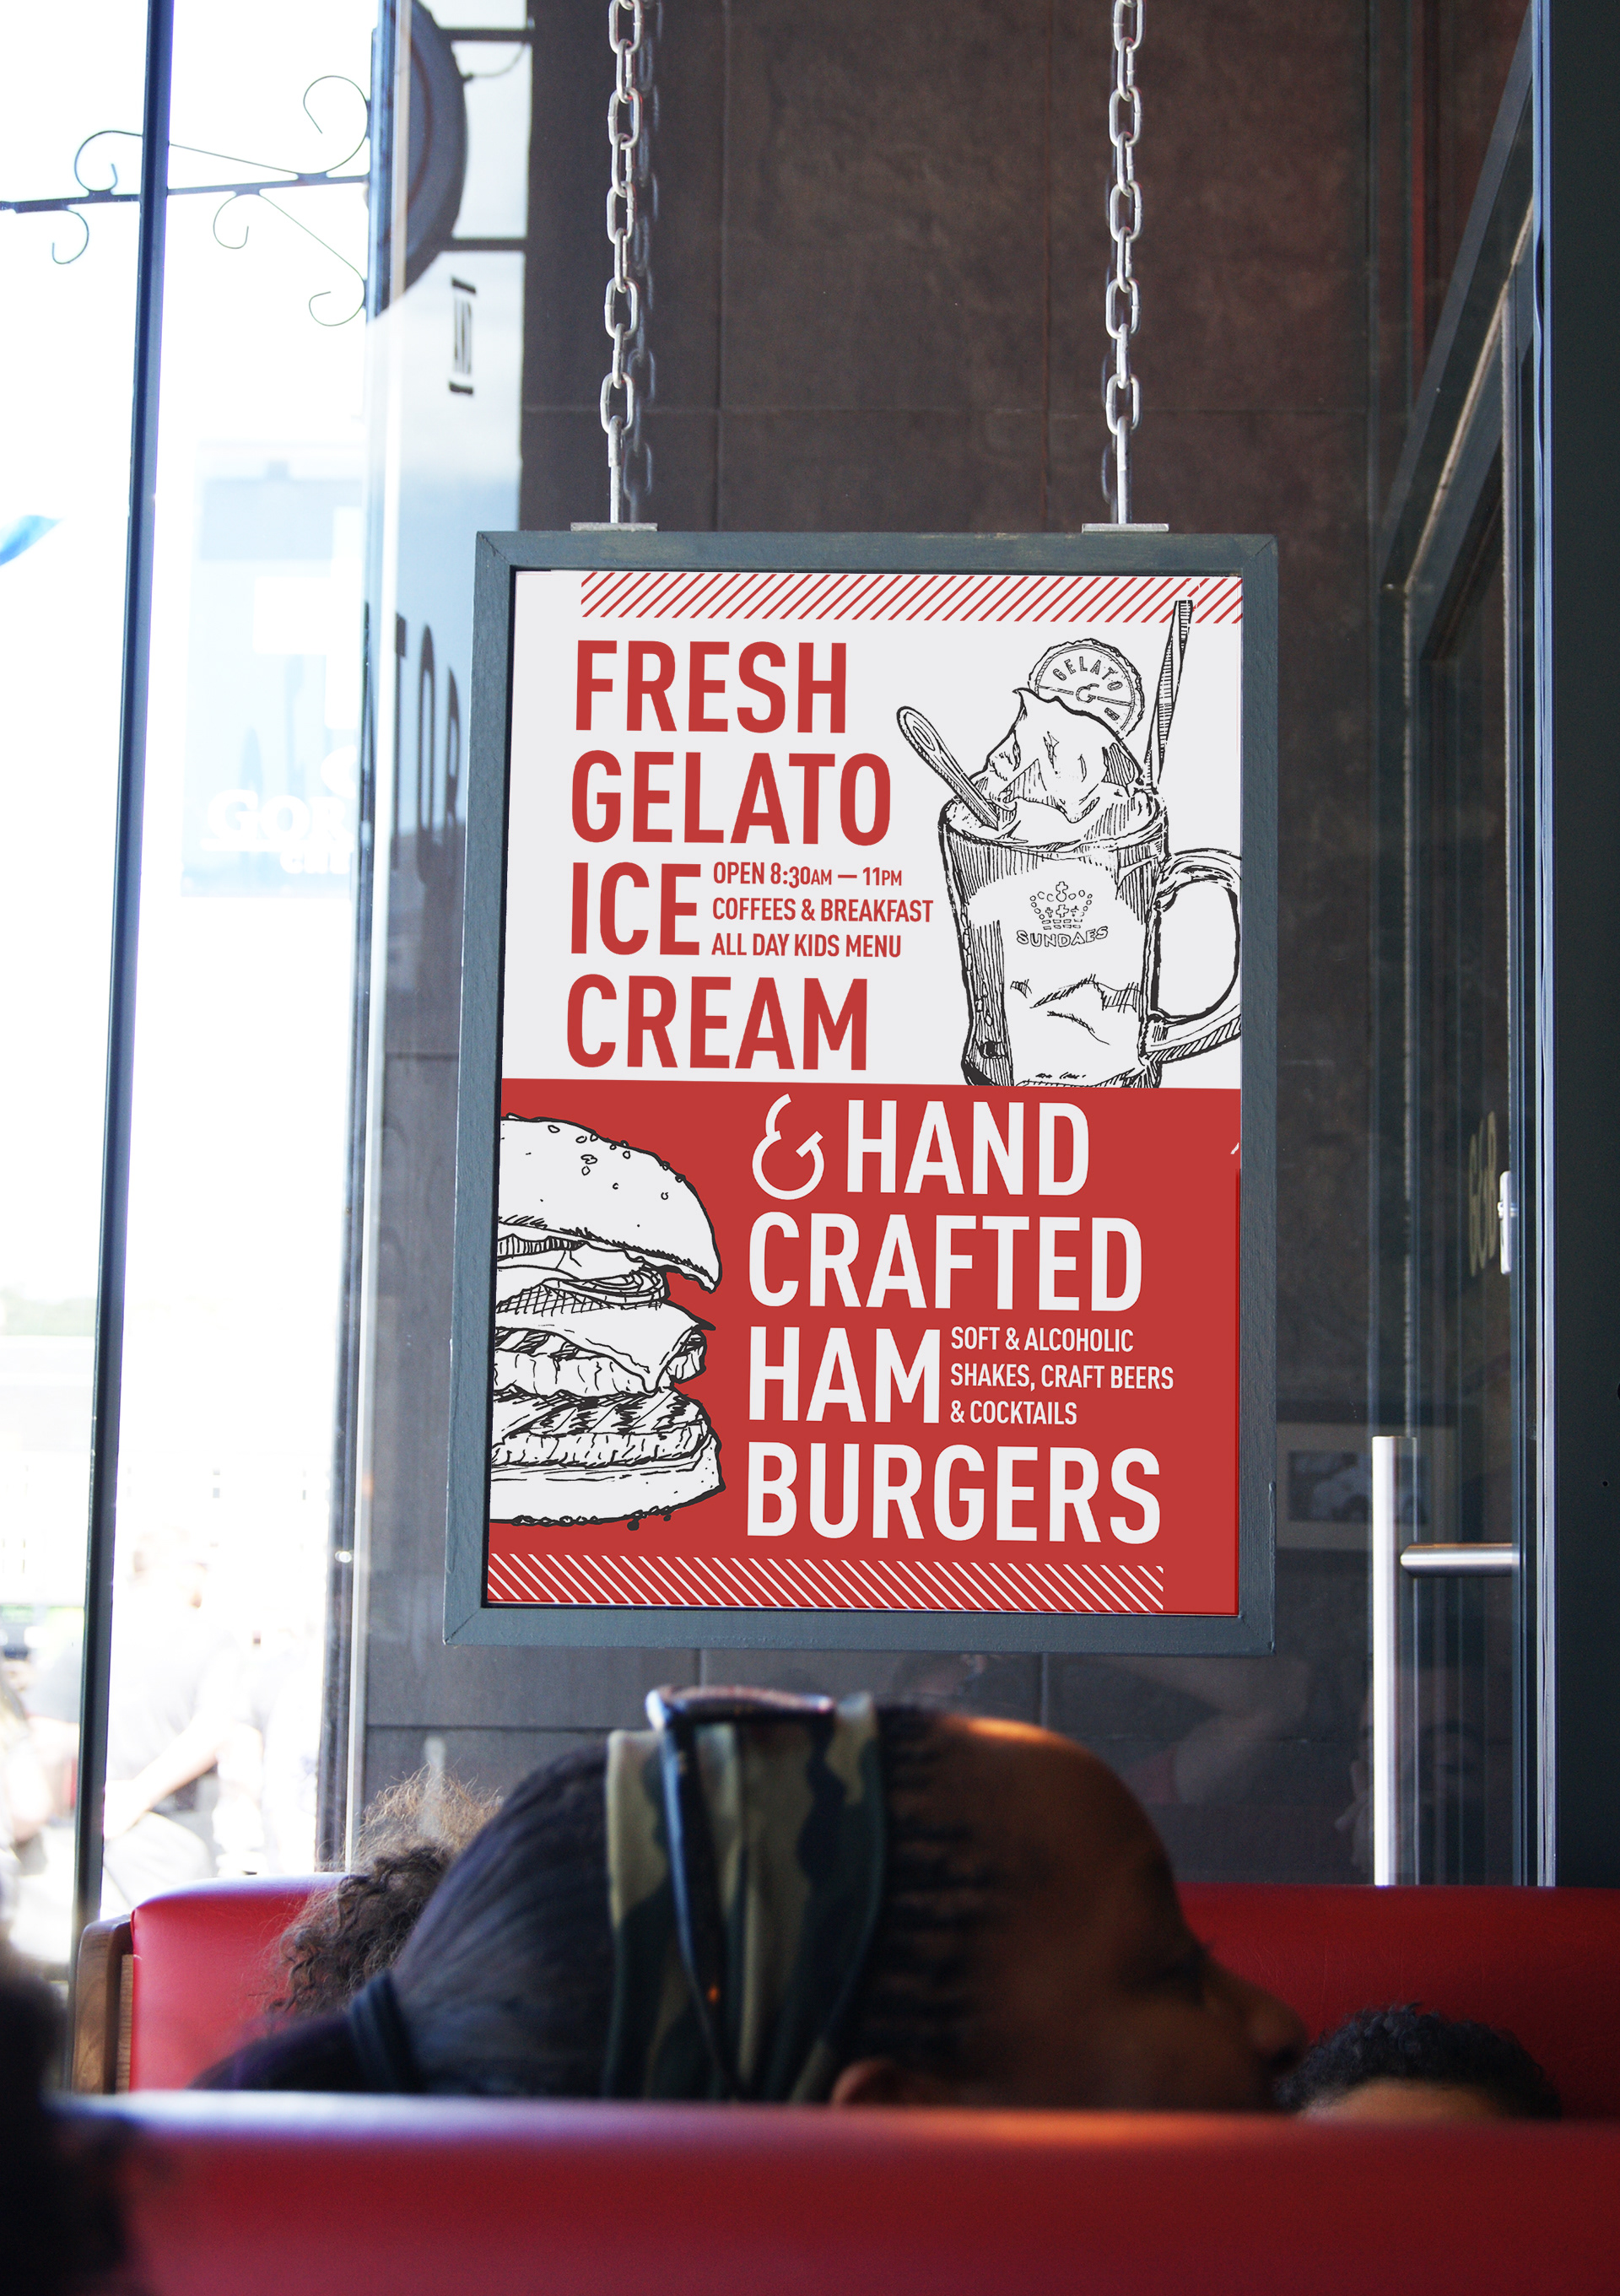 FRESH
GELATO
ICE
OPEN 8:30AM — 11PM
COFFEES & BREAKFAST
ALL DAY KIDS MENU
CREAM
GELATO
SUNDAES
& HAND
CRAFTED
HAM
SOFT & ALCOHOLIC
SHAKES, CRAFT BEERS
& COCKTAILS
BURGERS